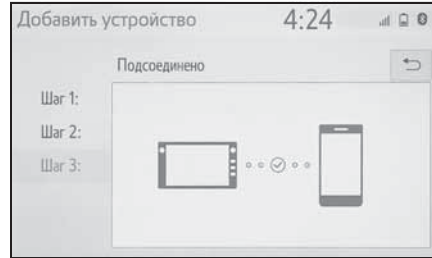 Добавить устройство 4:24
Подсоединено
Шаг 1:
Шаг 2:
Шаг 3: